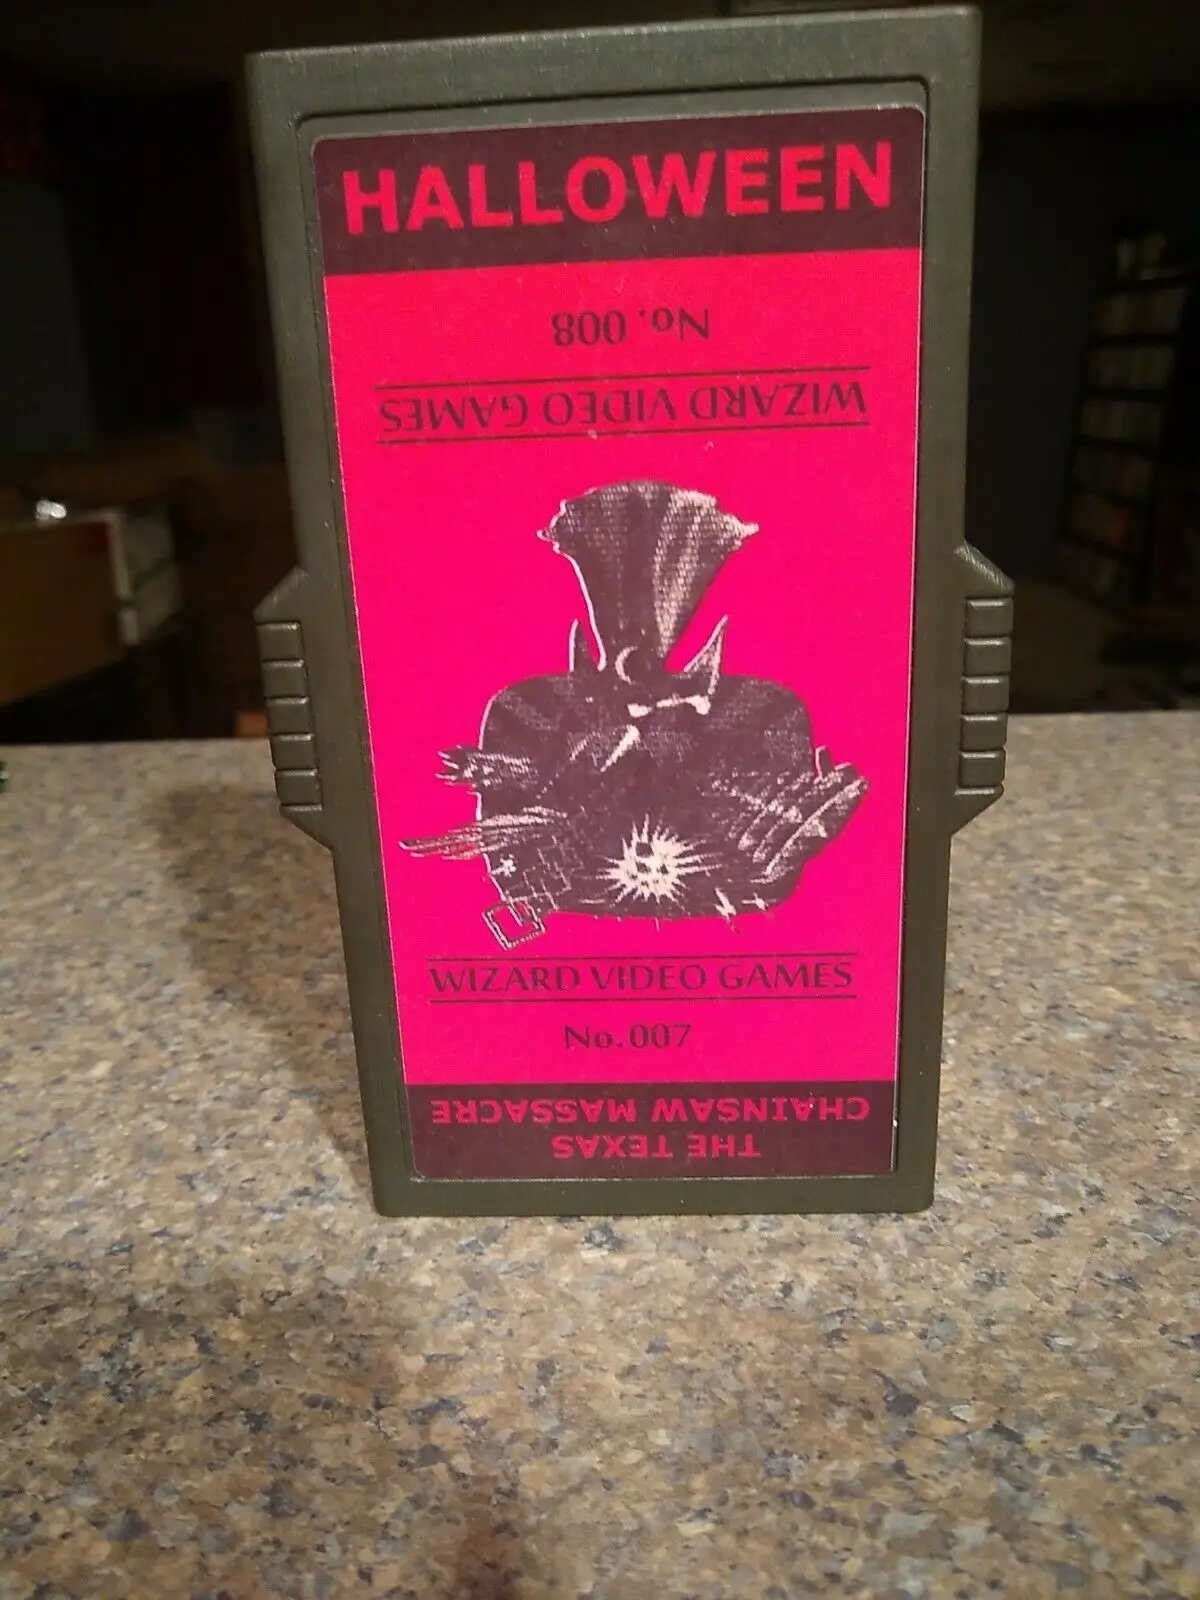 HALLOWEEN
No. 008
WIZARD VIDEO GAMES
WIZARD VIDEO GAMES
No. 007
THE TEXAS
CHAINSAW MASSACRE